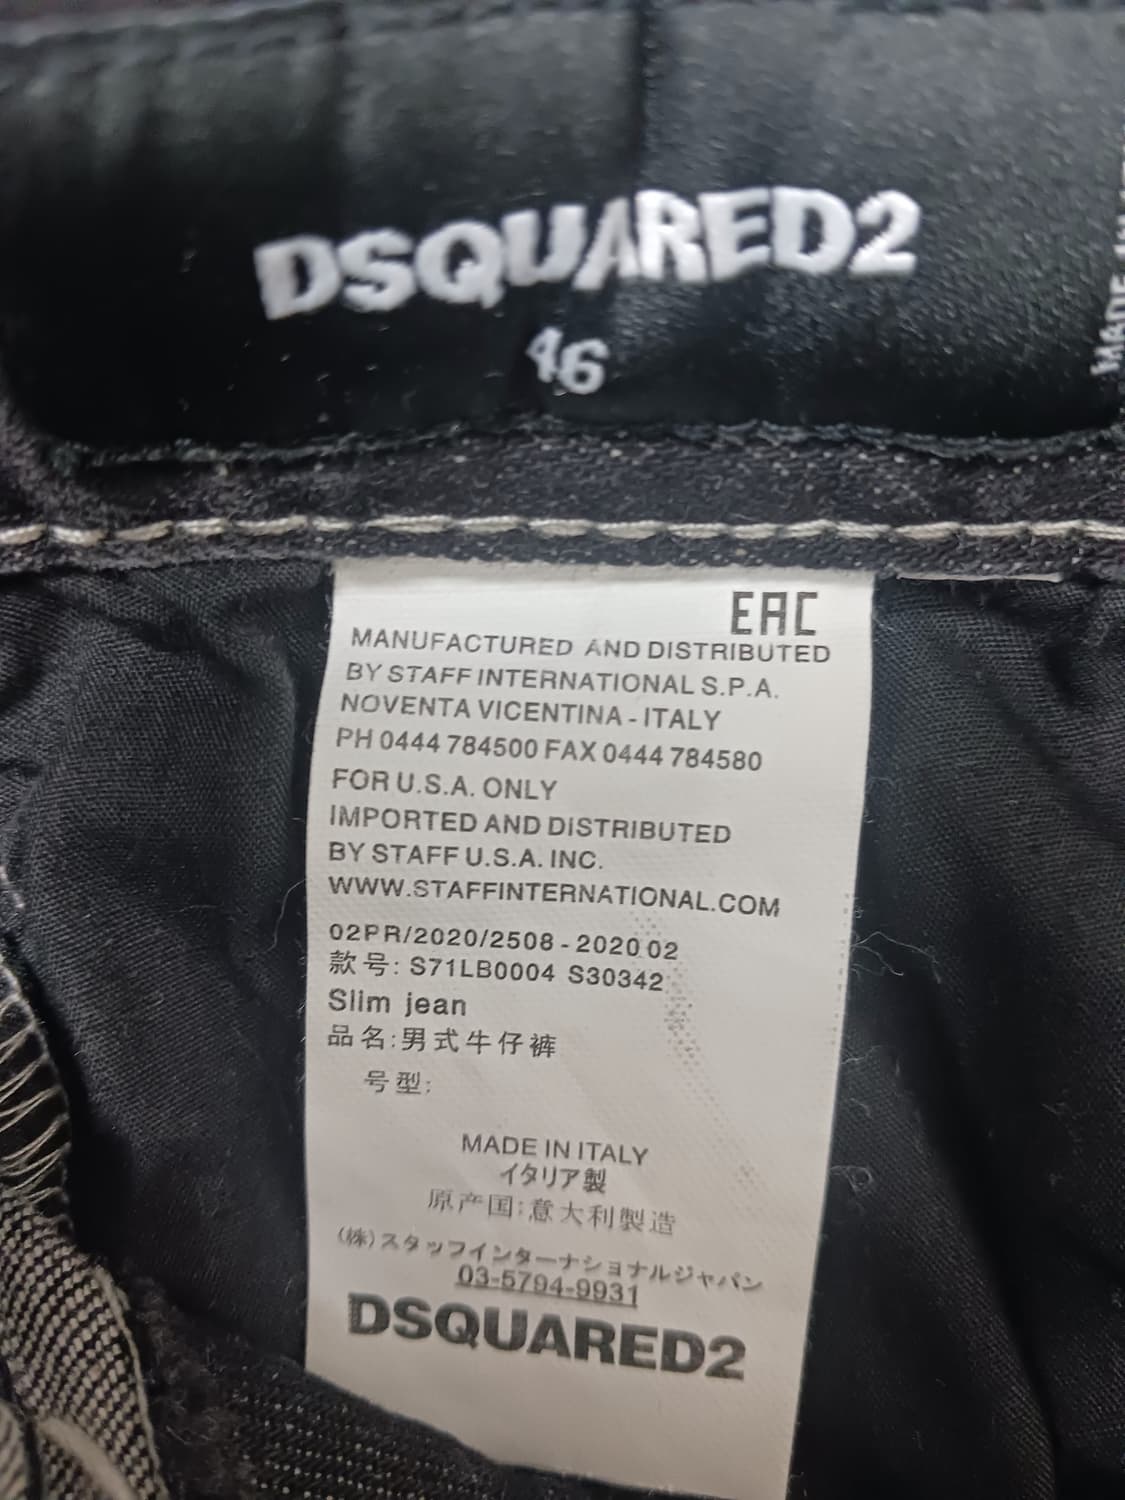 DSQUARED2
46
MADE
EAC
MANUFACTURED AND DISTRIBUTED
BY STAFF INTERNATIONAL S.P.A.
NOVENTA VICENTINA - ITALY
PH 0444 784500 FAX 0444 784580
FOR U.S.A. ONLY
IMPORTED AND DISTRIBUTED
BY STAFF U.S.A. INC.
WWW.STAFFINTERNATIONAL.COM
02PR/2020/2508 - 2020 02
款号: S71LB0004 S30342
Slim jean
品名:男式牛仔裤
号型:
MADE IN ITALY
イタリア製
原产国:意大利製造
(株)スタッフインターナショナルジャパン
03-5794-9931
DSQUARED2